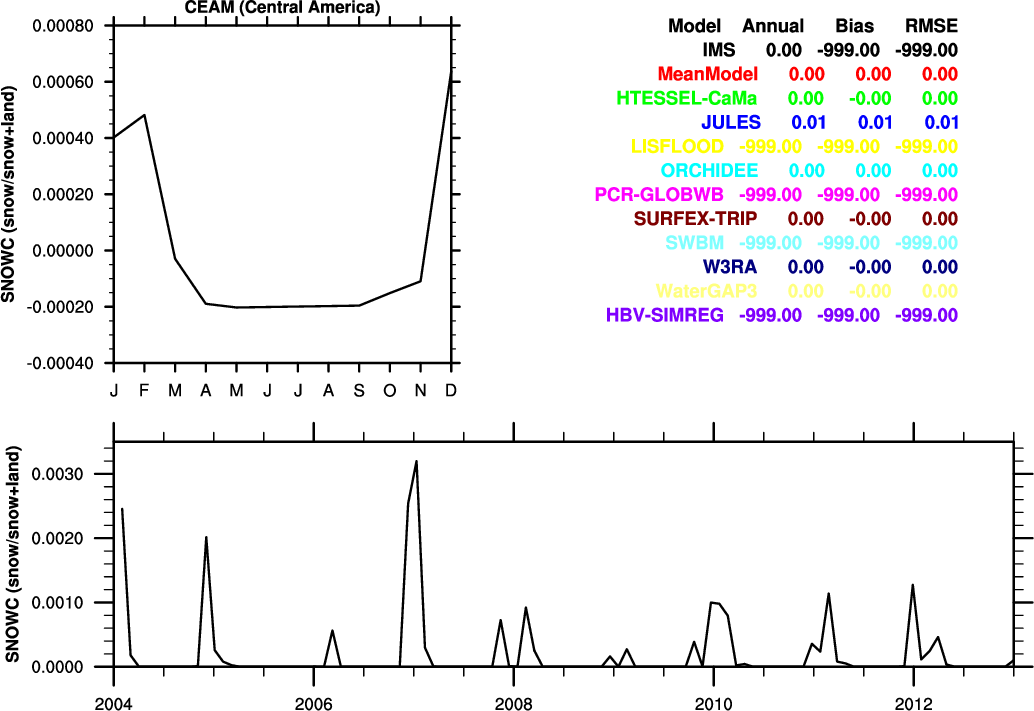 CEAM (Central America)
SNOWC (snow/snow+land)
0.00080
0.00060
0.00040
0.00020
0.00000
-0.00020
-0.00040
J F M A M J J A S O N D
Model Annual Bias RMSE
IMS 0.00 -999.00 -999.00
MeanModel 0.00 0.00 0.00
HTESSEL-CaMa 0.00 -0.00 0.00
JULES 0.01 0.01 0.01
LISFLOOD -999.00 -999.00 -999.00
ORCHIDEE 0.00 0.00 0.00
PCR-GLOBWB -999.00 -999.00 -999.00
SURFEX-TRIP 0.00 -0.00 0.00
SWBM -999.00 -999.00 -999.00
W3RA 0.00 -0.00 0.00
WaterGAP3 0.00 -0.00 0.00
HBV-SIMREG -999.00 -999.00 -999.00
SNOWC (snow/snow+land)
0.0030
0.0020
0.0010
0.0000
2004 2006 2008 2010 2012